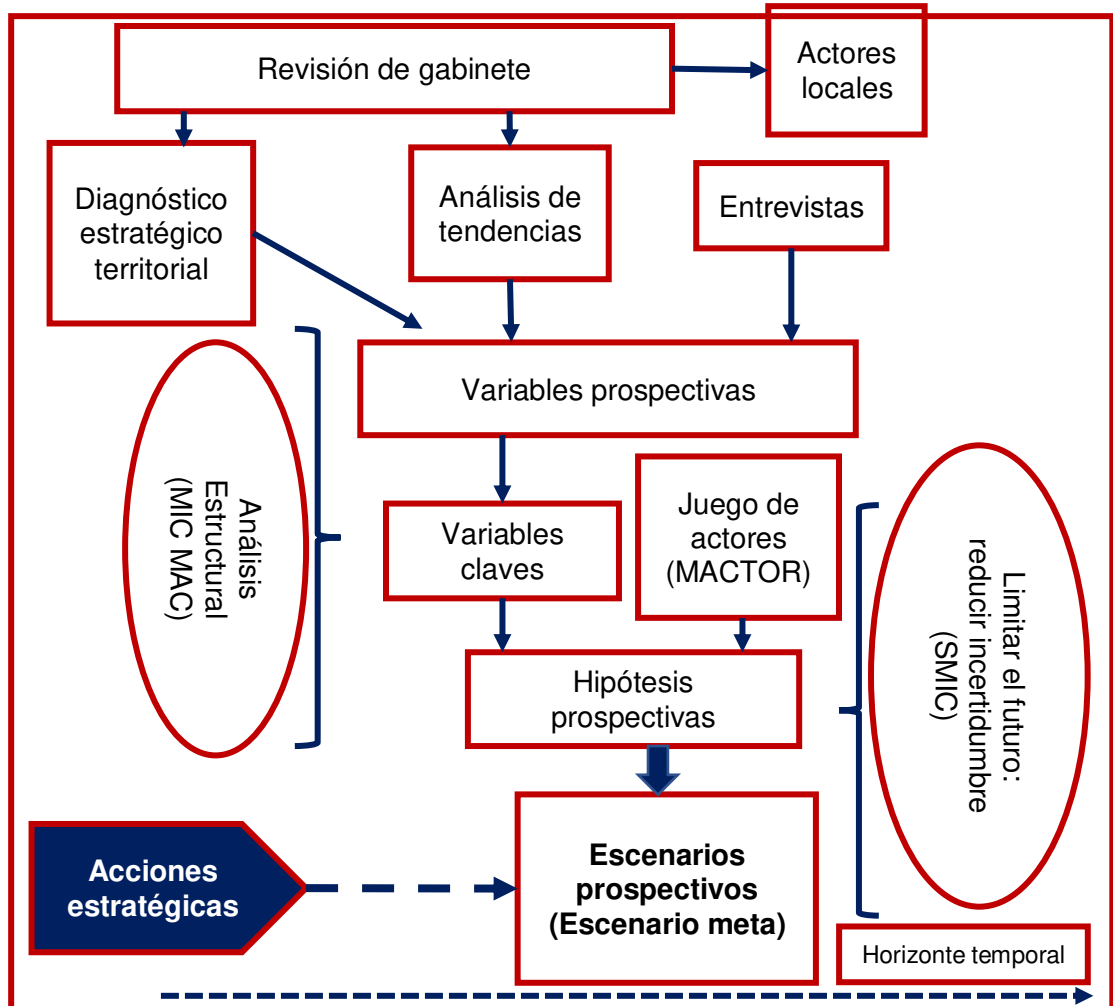 Revisión de gabinete
Actores
locales
Diagnóstico
estratégico
territorial
Análisis de
tendencias
Entrevistas
Variables prospectivas
Análisis
Estructural
(MIC MAC)
Variables
claves
Juego de
actores
(MACTOR)
Limitar el futuro:
reducir incertidumbre
(SMIC)
Hipótesis
prospectivas
Acciones
estratégicas
Escenarios
prospectivos
(Escenario meta)
Horizonte temporal